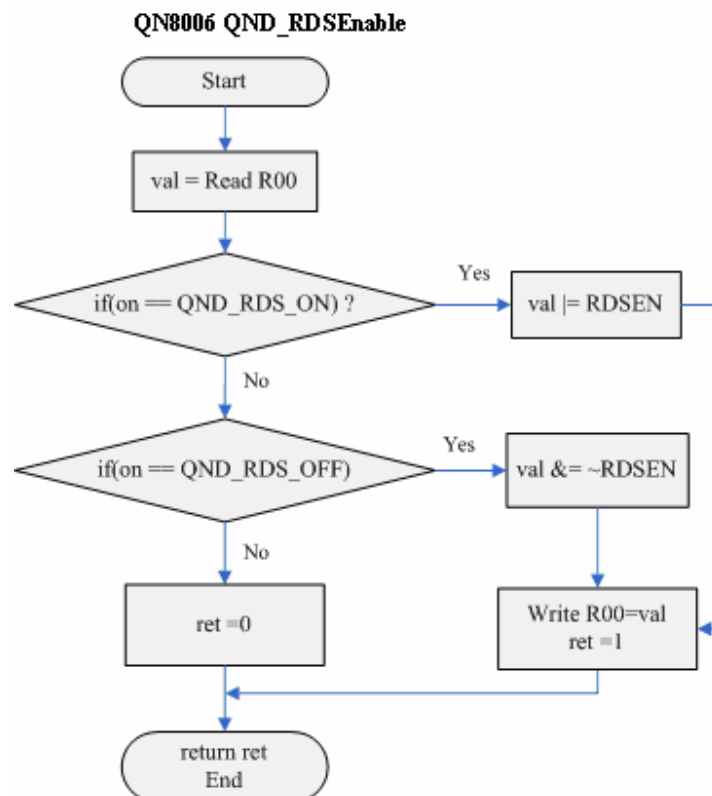 QN8006 QND_RDSEnable
Start
val = Read R00
if(on == QND_RDS_ON) ?
Yes
val |= RDSEN
No
if(on == QND_RDS_OFF)
Yes
val &= ~RDSEN
No
ret =0
Write R00=val
ret =1
return ret
End